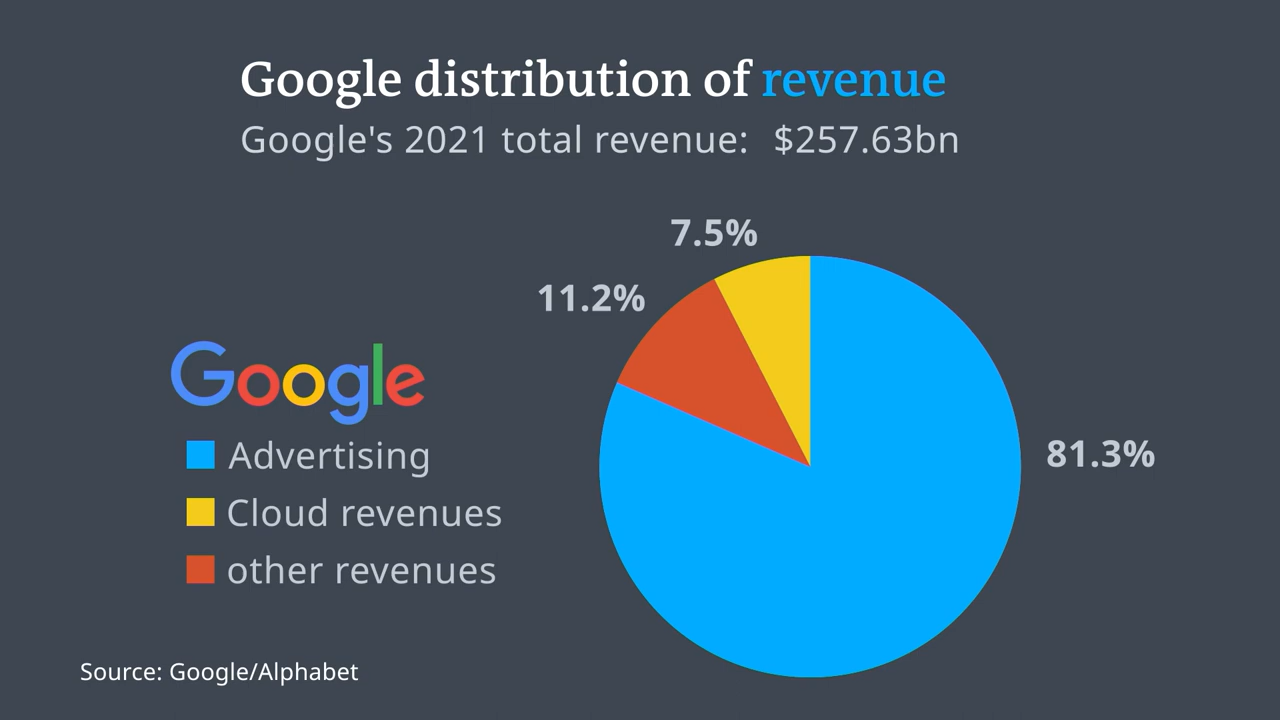 Google distribution of revenue
Google's 2021 total revenue: $257.63bn
7.5%
11.2%
Google
Advertising
81.3%
Cloud revenues
other revenues
Source: Google/Alphabet